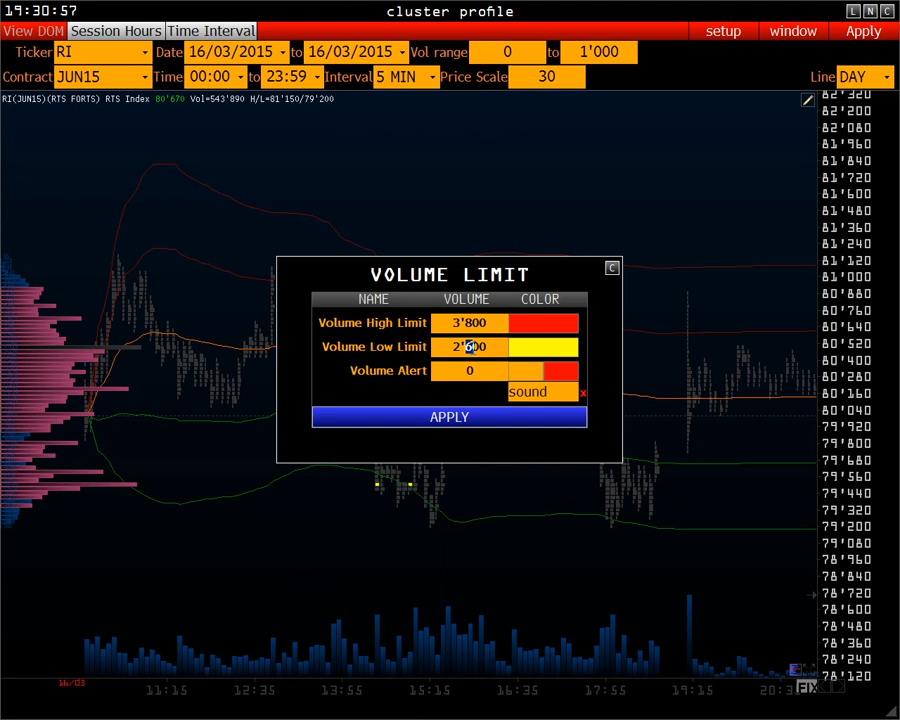 19:30:57 cluster profile L N C
View DOM Session Hours Time Interval setup window Apply
Ticker RI Date 16/03/2015 to 16/03/2015 Vol range 0 to 1'000
Contract JUN15 Time 00:00 to 23:59 Interval 5 MIN Price Scale 30 Line DAY
RI(JUN15)(RTS FORTS) RTS Index 80'670 Vol=543'890 H/L=81'150/79'200
82'320
82'200
82'080
81'960
81'840
81'720
81'600
81'480
81'360
81'240
81'120
81'000
80'880
80'760
80'640
80'520
80'400
80'280
80'160
80'040
79'920
79'800
79'680
79'560
79'440
79'320
79'200
79'080
78'960
78'840
78'720
78'600
78'480
78'360
78'240
78'120
VOLUME LIMIT C
NAME VOLUME COLOR
Volume High Limit 3'800
Volume Low Limit 2'600
Volume Alert 0
sound x
APPLY
16/03 11:15 12:35 13:55 15:15 16:35 17:55 19:15 FIX